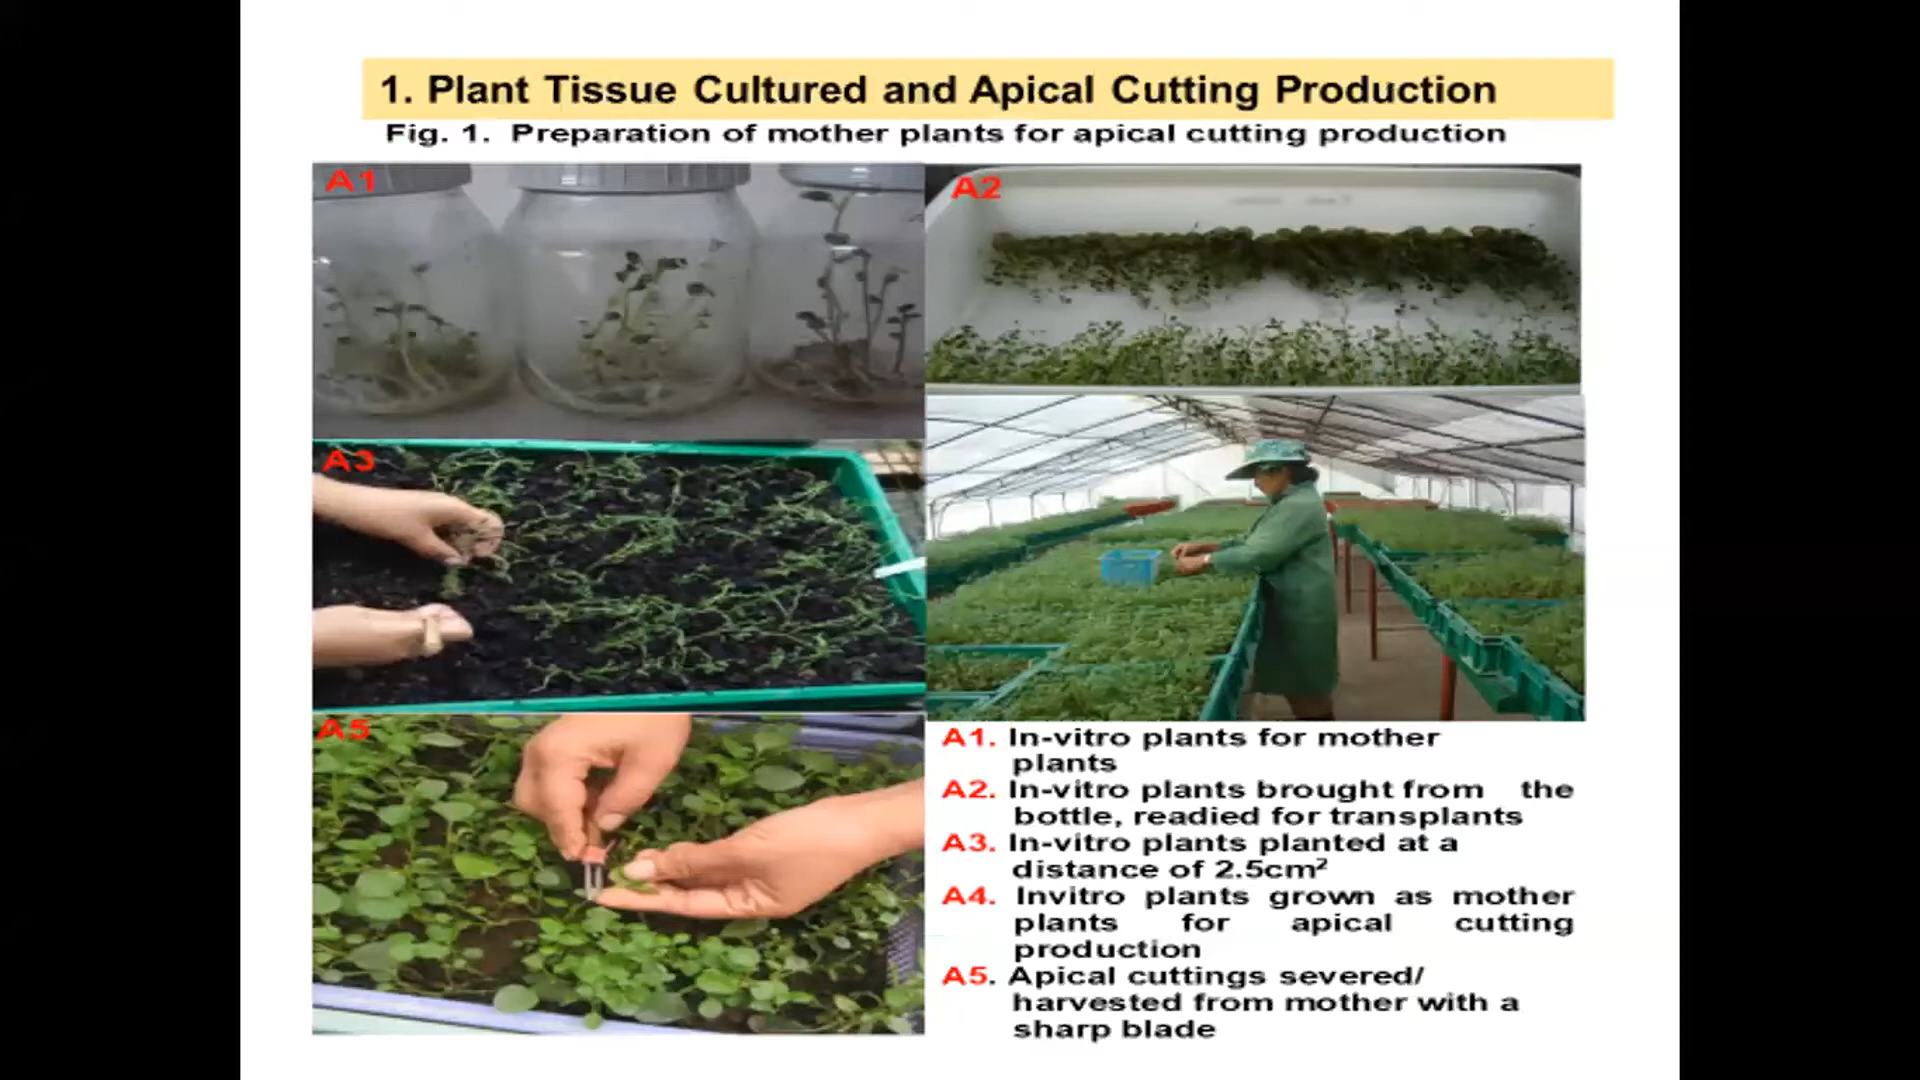 1. Plant Tissue Cultured and Apical Cutting Production
Fig. 1. Preparation of mother plants for apical cutting production
A1
A2
A3
A5
A1. In-vitro plants for mother
plants
A2. In-vitro plants brought from the
bottle, readied for transplants
A3. In-vitro plants planted at a
distance of 2.5cm²
A4. Invitro plants grown as mother
plants for apical cutting
production
A5. Apical cuttings severed/
harvested from mother with a
sharp blade